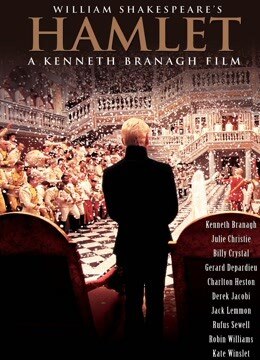 WILLIAM SHAKESPEARE'S
HAMLET
A KENNETH BRANAGH FILM
Kenneth Branagh
Julie Christie
Billy Crystal
Gerard Depardieu
Charlton Heston
Derek Jacobi
Jack Lemmon
Rufus Sewell
Robin Williams
Kate Winslet